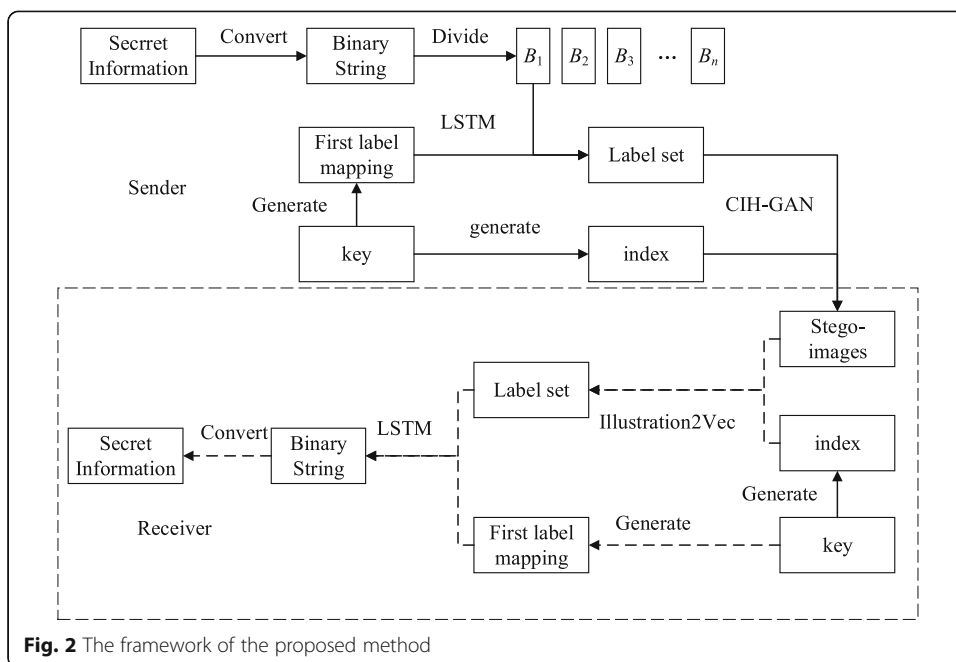 Secrret
Information
Convert
Binary
String
Divide
B1 B2 B3 ... Bn
LSTM
First label
mapping
Label set
Sender
CIH-GAN
Generate
generate
key
index
Stego-
images
Label set
Illustration2Vec
index
Secret
Information
Convert
Binary
String
LSTM
Generate
Receiver
First label
mapping
Generate
key
Fig. 2 The framework of the proposed method